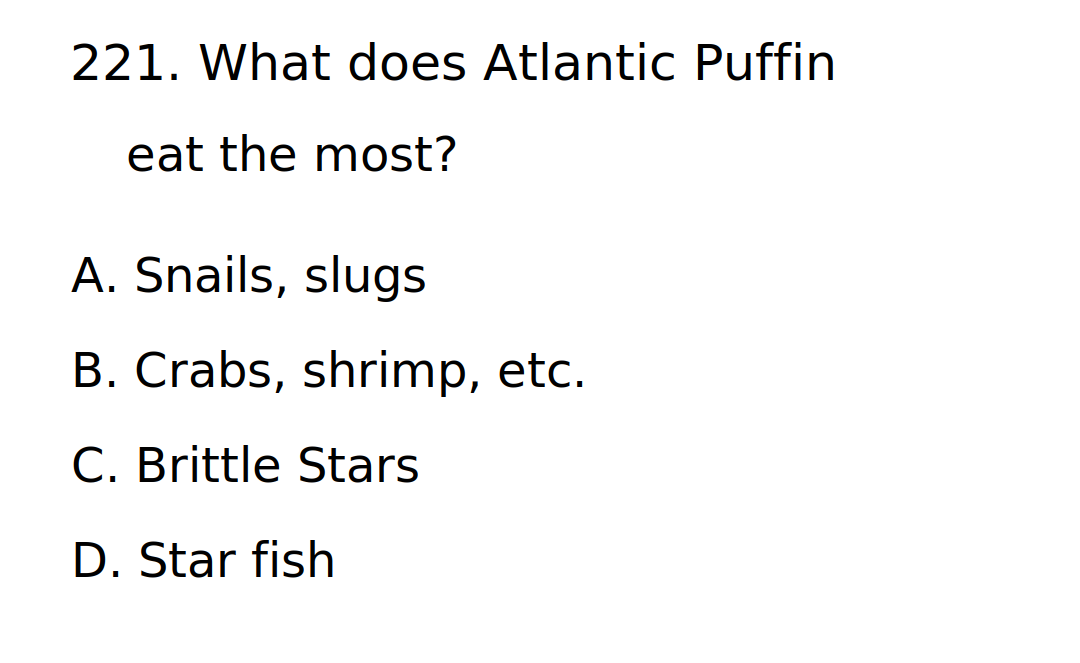 221. What does Atlantic Puffin
eat the most?
A. Snails, slugs
B. Crabs, shrimp, etc.
C. Brittle Stars
D. Star fish